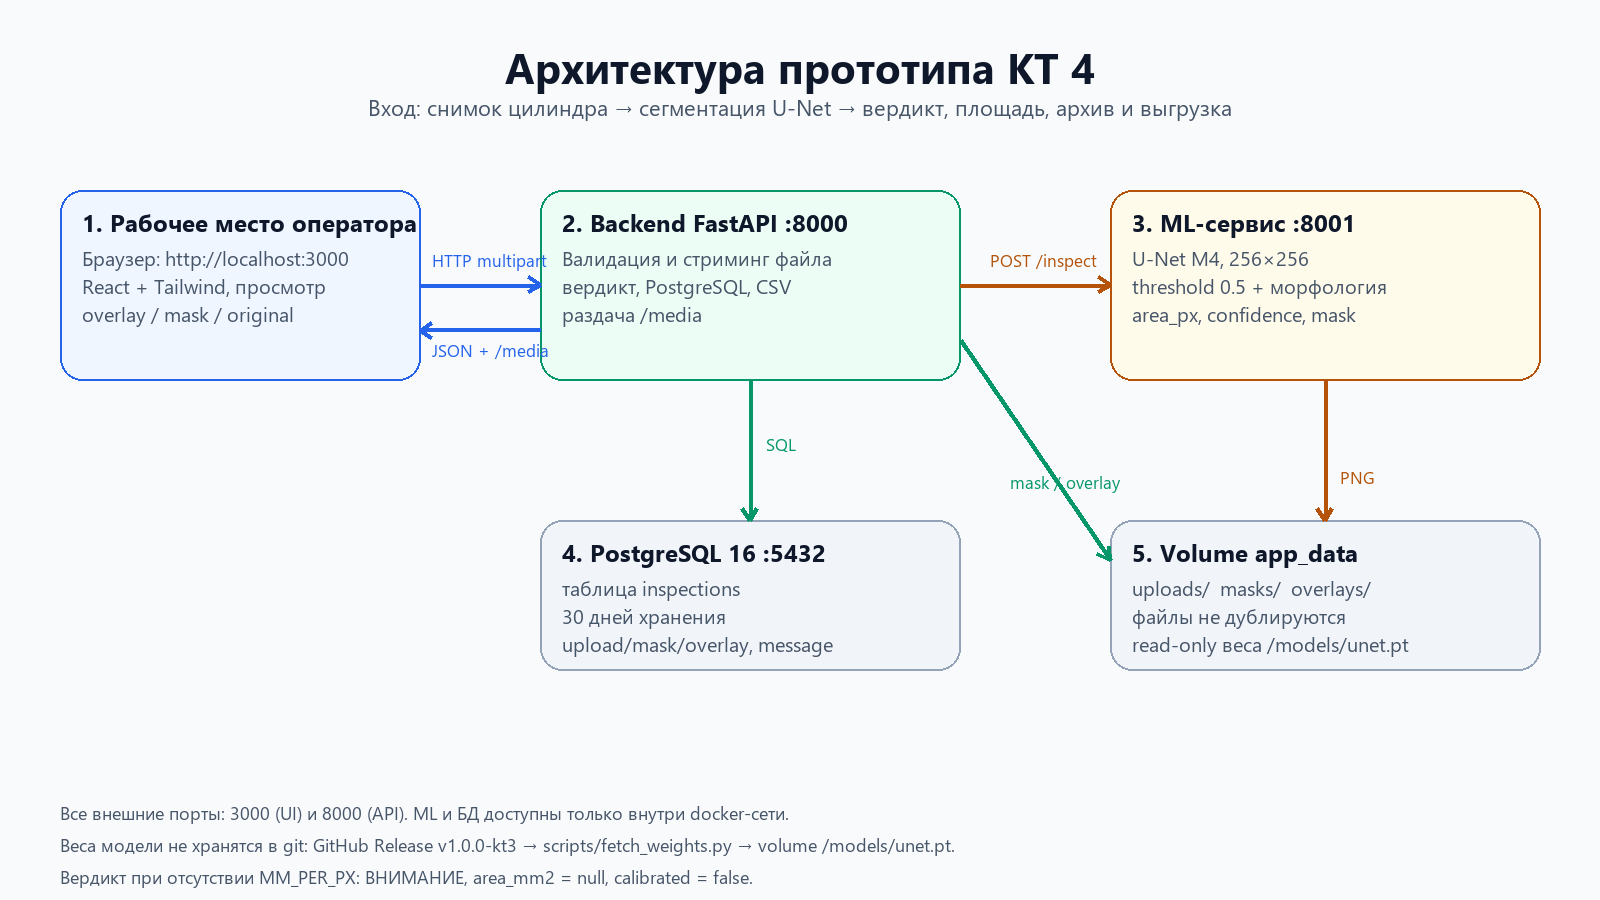 Архитектура прототипа КТ 4
Вход: снимок цилиндра → сегментация U-Net → вердикт, площадь, архив и выгрузка
1. Рабочее место оператора
Браузер: http://localhost:3000
React + Tailwind, просмотр
overlay / mask / original
HTTP multipart
JSON + /media
2. Backend FastAPI :8000
Валидация и стриминг файла
вердикт, PostgreSQL, CSV
раздача /media
POST /inspect
3. ML-сервис :8001
U-Net M4, 256×256
threshold 0.5 + морфология
area_px, confidence, mask
SQL
mask / overlay
PNG
4. PostgreSQL 16 :5432
таблица inspections
30 дней хранения
upload/mask/overlay, message
5. Volume app_data
uploads/ masks/ overlays/
файлы не дублируются
read-only веса /models/unet.pt
Все внешние порты: 3000 (UI) и 8000 (API). ML и БД доступны только внутри docker-сети.
Веса модели не хранятся в git: GitHub Release v1.0.0-kt3 → scripts/fetch_weights.py → volume /models/unet.pt.
Вердикт при отсутствии MM_PER_PX: ВНИМАНИЕ, area_mm2 = null, calibrated = false.